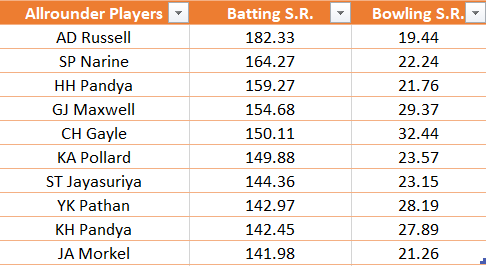 Allrounder Players Batting S.R. Bowling S.R.
AD Russell 182.33 19.44
SP Narine 164.27 22.24
HH Pandya 159.27 21.76
GJ Maxwell 154.68 29.37
CH Gayle 150.11 32.44
KA Pollard 149.88 23.57
ST Jayasuriya 144.36 23.15
YK Pathan 142.97 28.19
KH Pandya 142.45 27.89
JA Morkel 141.98 21.26